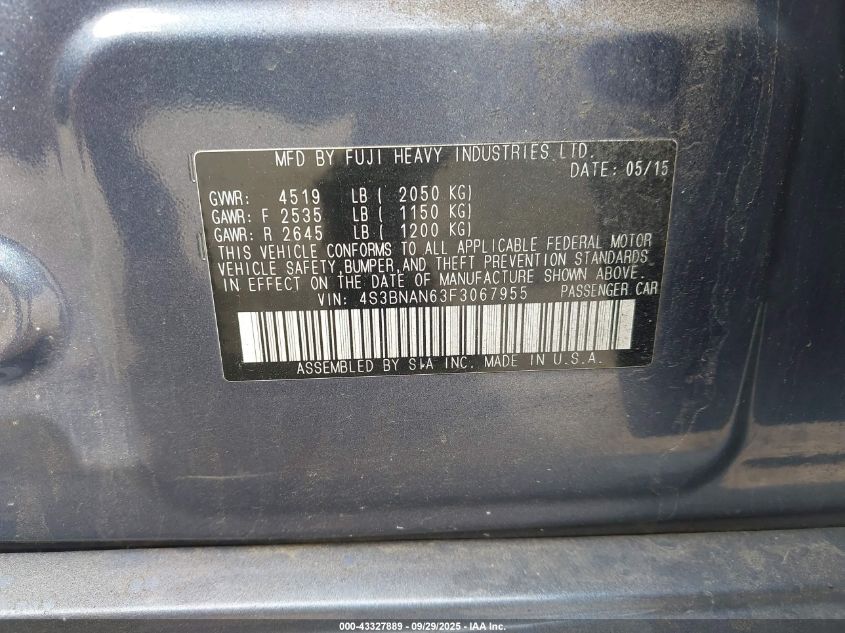 MFD BY FUJI HEAVY INDUSTRIES LTD.
DATE: 05/15
GVWR: 4519 LB ( 2050 KG)
GAWR: F 2535 LB ( 1150 KG)
GAWR: R 2645 LB ( 1200 KG)
THIS VEHICLE CONFORMS TO ALL APPLICABLE FEDERAL MOTOR
VEHICLE SAFETY,BUMPER,AND THEFT PREVENTION STANDARDS
IN EFFECT ON THE DATE OF MANUFACTURE SHOWN ABOVE.
VIN: 4S3BNAN63F3067955 PASSENGER CAR
ASSEMBLED BY SIA INC. MADE IN U.S.A.
000-43327889 - 09/29/2025 - IAA Inc.